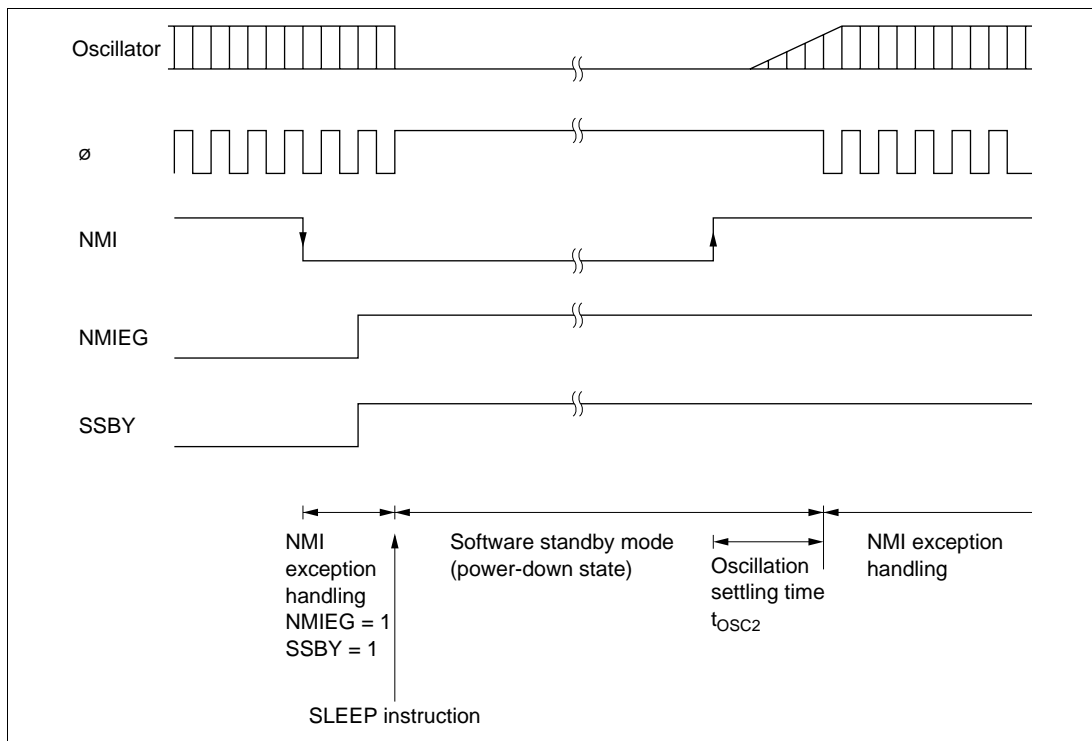 Oscillator
ø
NMI
NMIEG
SSBY
NMI
exception
handling
NMIEG = 1
SSBY = 1
Software standby mode
(power-down state)
Oscillation
settling time
tOSC2
NMI exception
handling
SLEEP instruction